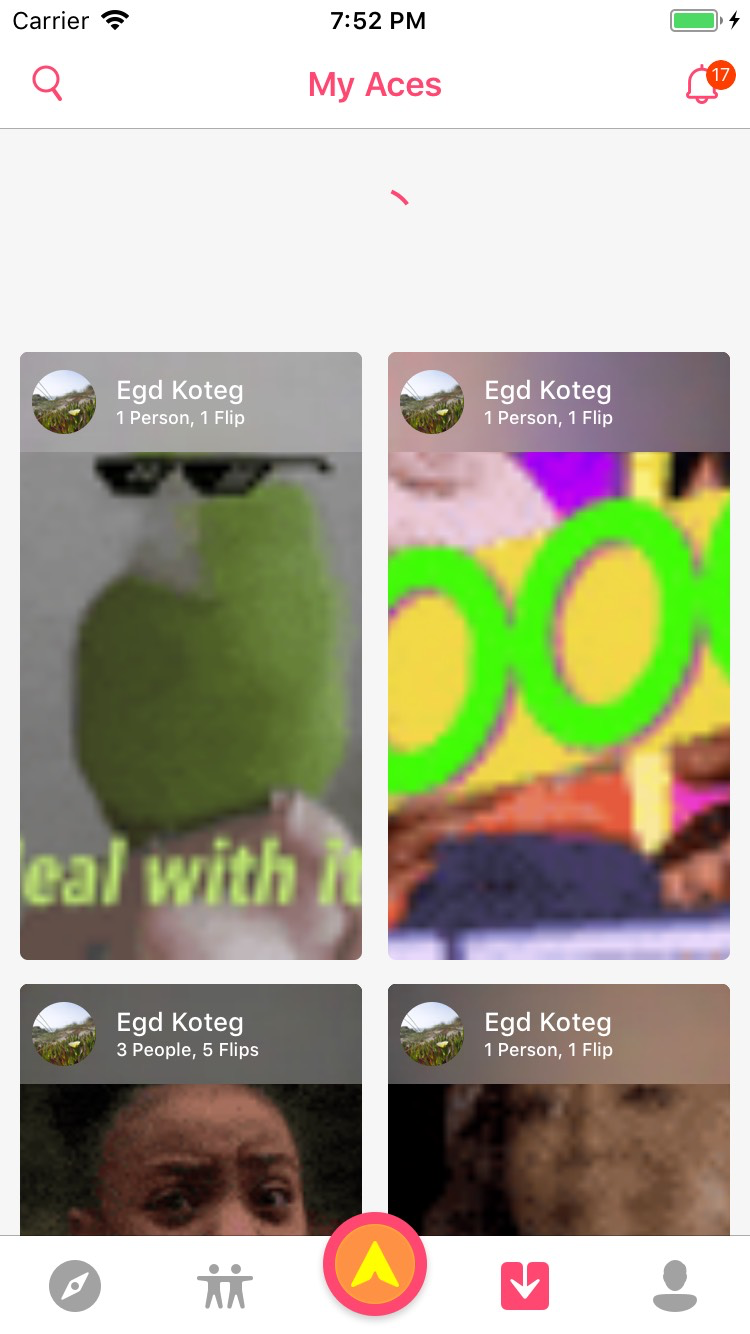 Carrier 7:52 PM
My Aces
17
Egd Koteg
1 Person, 1 Flip
Egd Koteg
1 Person, 1 Flip
eal with it
Egd Koteg
3 People, 5 Flips
Egd Koteg
1 Person, 1 Flip